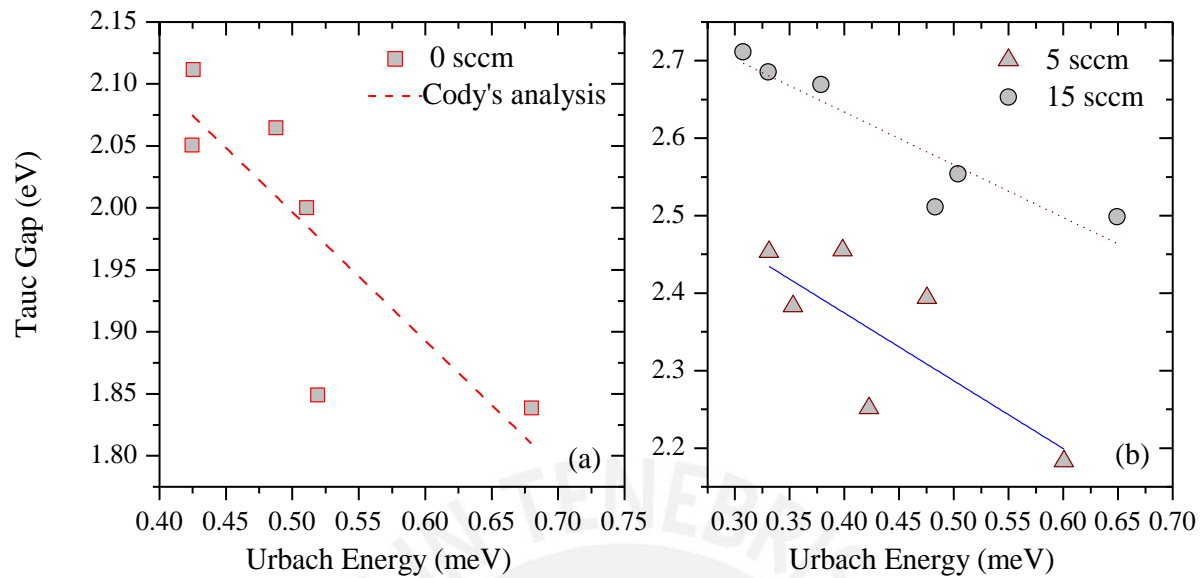 2.15
2.10
2.05
2.00
1.95
1.90
1.85
1.80
Tauc Gap (eV)
0 sccm
Cody's analysis
(a)
0.40 0.45 0.50 0.55 0.60 0.65 0.70 0.75
Urbach Energy (meV)
2.7
2.6
2.5
2.4
2.3
2.2
5 sccm
15 sccm
(b)
0.30 0.35 0.40 0.45 0.50 0.55 0.60 0.65 0.70
Urbach Energy (meV)
IN TENEBRI